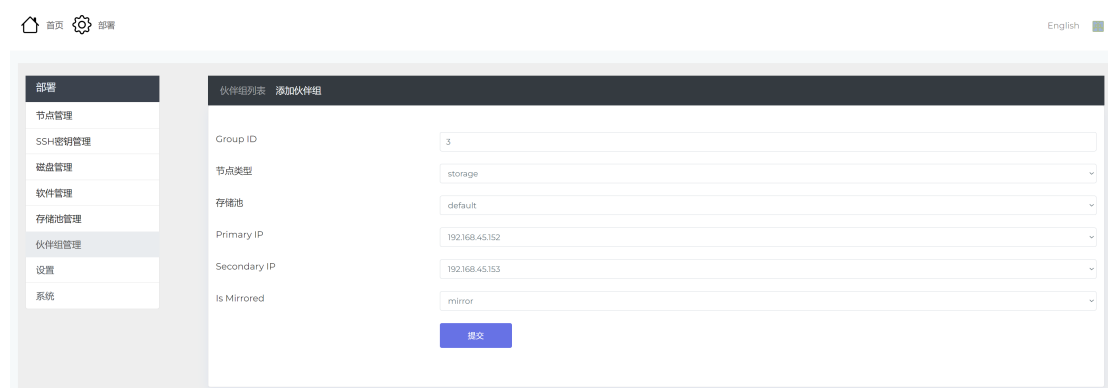 首页 部署 English
部署
节点管理
SSH密钥管理
磁盘管理
软件管理
存储池管理
伙伴组管理
设置
系统
伙伴组列表 添加伙伴组
Group ID 3
节点类型 storage
存储池 default
Primary IP 192.168.45.152
Secondary IP 192.168.45.153
Is Mirrored mirror
提交